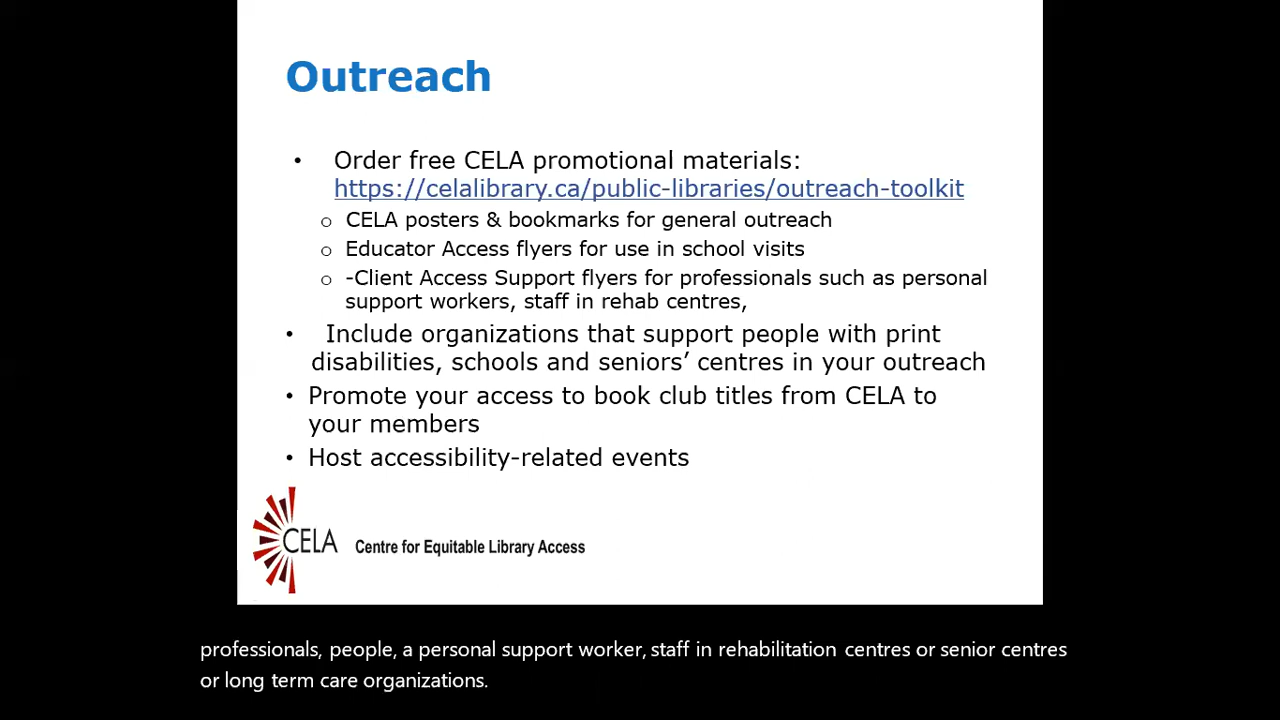 Outreach
• Order free CELA promotional materials:
https://celalibrary.ca/public-libraries/outreach-toolkit
o CELA posters & bookmarks for general outreach
o Educator Access flyers for use in school visits
o -Client Access Support flyers for professionals such as personal
support workers, staff in rehab centres,
• Include organizations that support people with print
disabilities, schools and seniors’ centres in your outreach
• Promote your access to book club titles from CELA to
your members
• Host accessibility-related events
CELA Centre for Equitable Library Access
professionals, people, a personal support worker, staff in rehabilitation centres or senior centres
or long term care organizations.